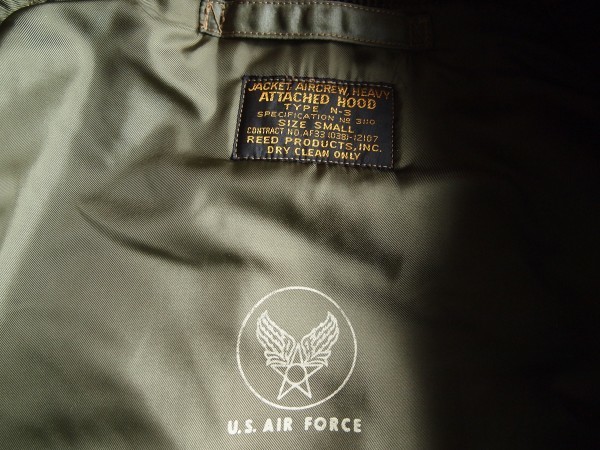 JACKET, AIRCREW, HEAVY
ATTACHED HOOD
TYPE N-3
SPECIFICATION Nº 3110
SIZE SMALL
CONTRACT NO. AF33 (038)-12107
REED PRODUCTS, INC.
DRY CLEAN ONLY
U.S. AIR FORCE